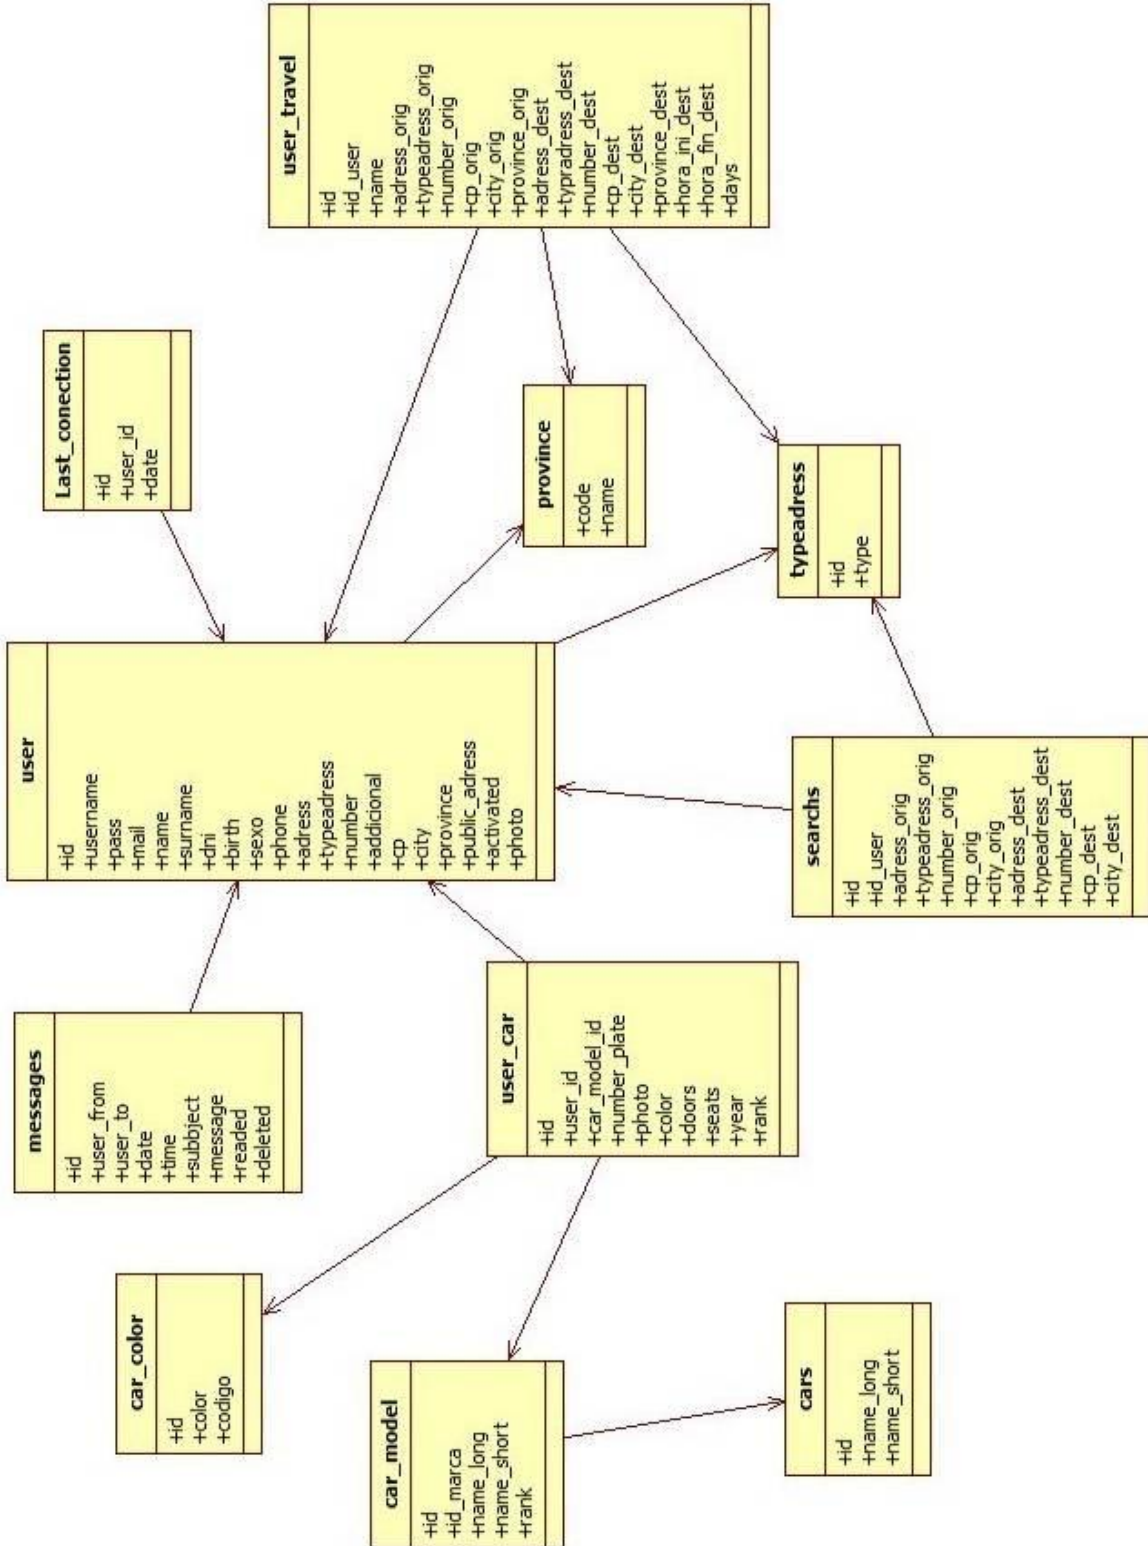 car_color
+id
+color
+codigo
messages
+id
+user_from
+user_to
+date
+time
+subbject
+message
+readed
+deleted
user
+id
+username
+pass
+mail
+name
+surname
+dni
+birth
+sexo
+phone
+adress
+typeadress
+number
+addicional
+cp
+city
+province
+public_adress
+activated
+photo
Last_conection
+id
+user_id
+date
user_travel
+id
+id_user
+name
+adress_orig
+typeadress_orig
+number_orig
+cp_orig
+city_orig
+province_orig
+adress_dest
+typradress_dest
+number_dest
+cp_dest
+city_dest
+province_dest
+hora_ini_dest
+hora_fin_dest
+days
car_model
+id
+id_marca
+name_long
+name_short
+rank
user_car
+id
+user_id
+car_model_id
+number_plate
+photo
+color
+doors
+seats
+year
+rank
province
+code
+name
cars
+id
+name_long
+name_short
searchs
+id
+id_user
+adress_orig
+typeadress_orig
+number_orig
+cp_orig
+city_orig
+adress_dest
+typeadress_dest
+number_dest
+cp_dest
+city_dest
typeadress
+id
+type